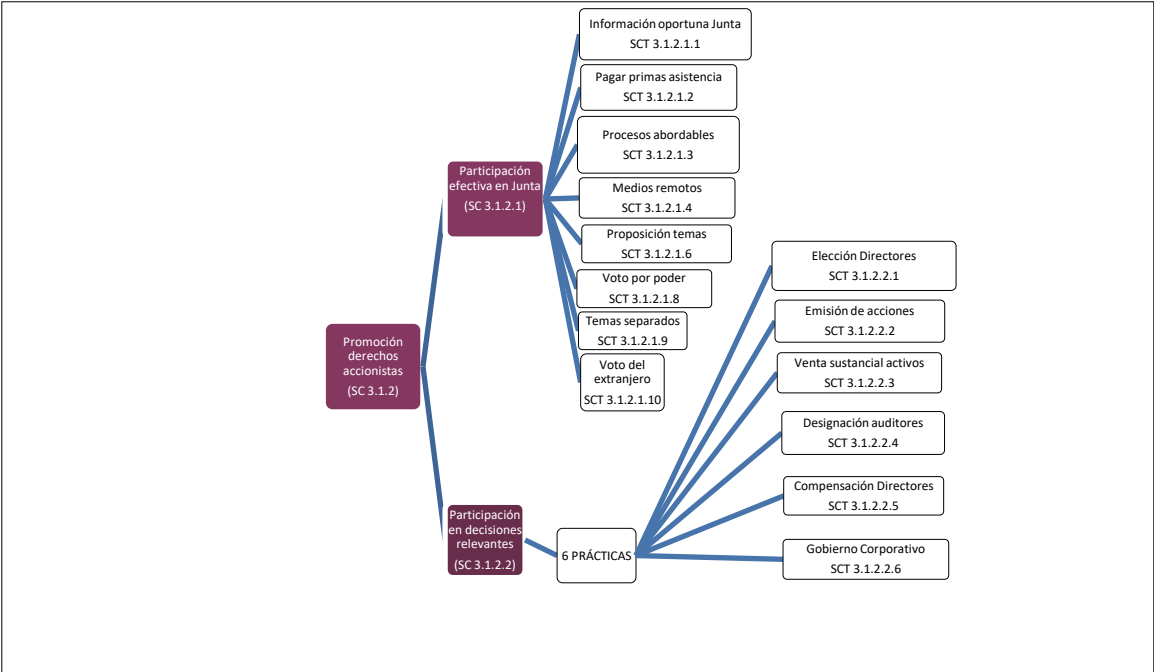 Promoción
derechos
accionistas
(SC 3.1.2)
Participación
efectiva en Junta
(SC 3.1.2.1)
Información oportuna Junta
SCT 3.1.2.1.1
Pagar primas asistencia
SCT 3.1.2.1.2
Procesos abordables
SCT 3.1.2.1.3
Medios remotos
SCT 3.1.2.1.4
Proposición temas
SCT 3.1.2.1.6
Voto por poder
SCT 3.1.2.1.8
Temas separados
SCT 3.1.2.1.9
Voto del
extranjero
SCT 3.1.2.1.10
Participación
en decisiones
relevantes
(SC 3.1.2.2)
6 PRÁCTICAS
Elección Directores
SCT 3.1.2.2.1
Emisión de acciones
SCT 3.1.2.2.2
Venta sustancial activos
SCT 3.1.2.2.3
Designación auditores
SCT 3.1.2.2.4
Compensación Directores
SCT 3.1.2.2.5
Gobierno Corporativo
SCT 3.1.2.2.6